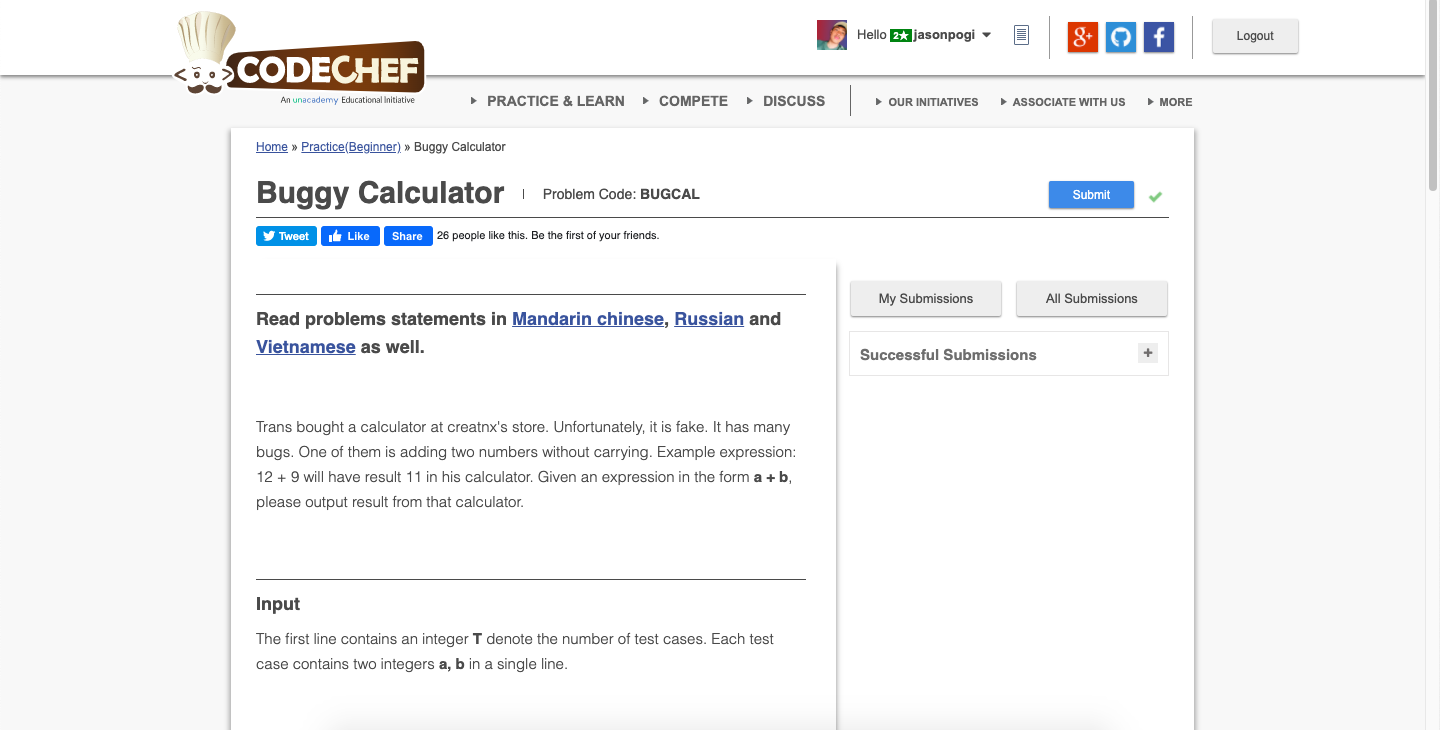 CODECHEF
An unacademy Educational Initiative
Hello 2★ jasonpogi
Logout
PRACTICE & LEARN COMPETE DISCUSS OUR INITIATIVES ASSOCIATE WITH US MORE
Home » Practice(Beginner) » Buggy Calculator
Buggy Calculator Problem Code: BUGCAL Submit
Tweet Like Share 26 people like this. Be the first of your friends.
Read problems statements in Mandarin chinese, Russian and
Vietnamese as well.
Trans bought a calculator at creatnx's store. Unfortunately, it is fake. It has many
bugs. One of them is adding two numbers without carrying. Example expression:
12 + 9 will have result 11 in his calculator. Given an expression in the form a + b,
please output result from that calculator.
Input
The first line contains an integer T denote the number of test cases. Each test
case contains two integers a, b in a single line.
My Submissions All Submissions
Successful Submissions +